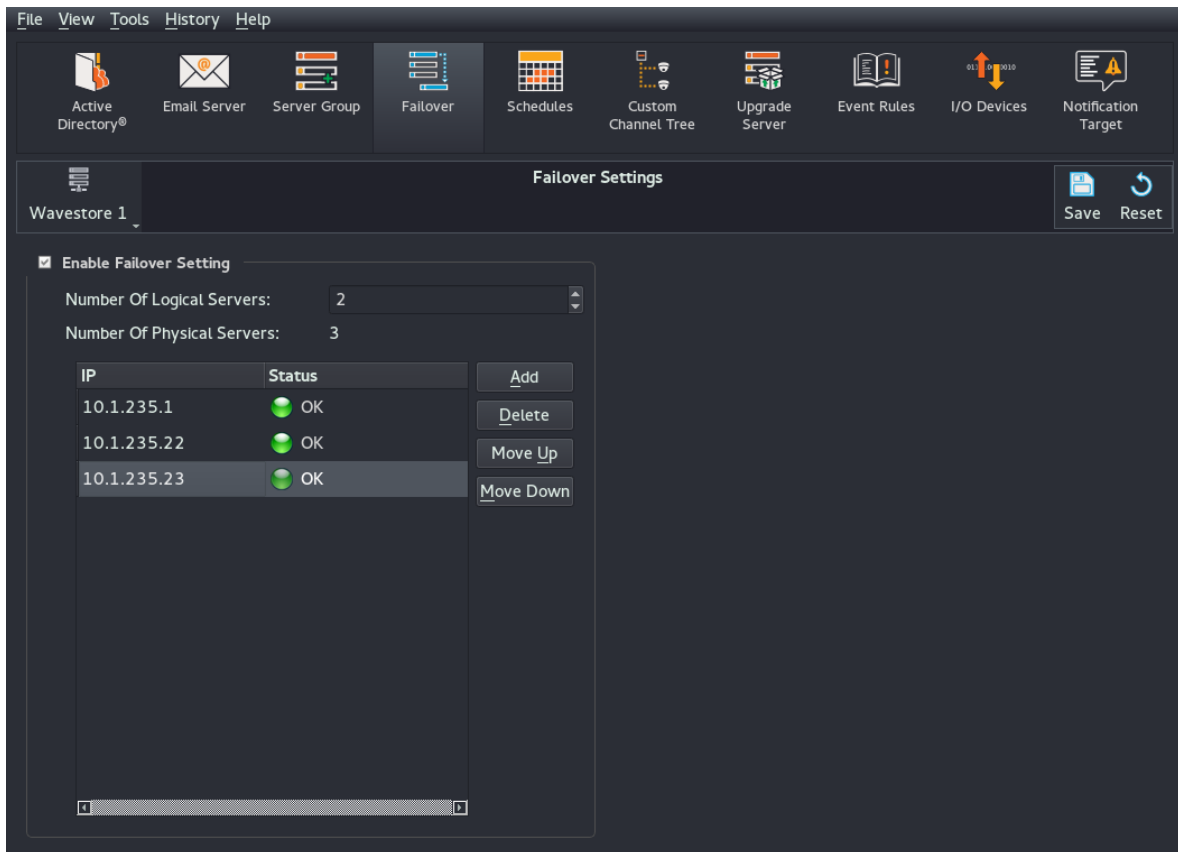 File View Tools History Help
Active Directory®
Email Server
Server Group
Failover
Schedules
Custom Channel Tree
Upgrade Server
Event Rules
I/O Devices
Notification Target
Wavestore 1
Failover Settings
Save
Reset
Enable Failover Setting
Number Of Logical Servers: 2
Number Of Physical Servers: 3
IP Status
10.1.235.1 OK
10.1.235.22 OK
10.1.235.23 OK
Add
Delete
Move Up
Move Down